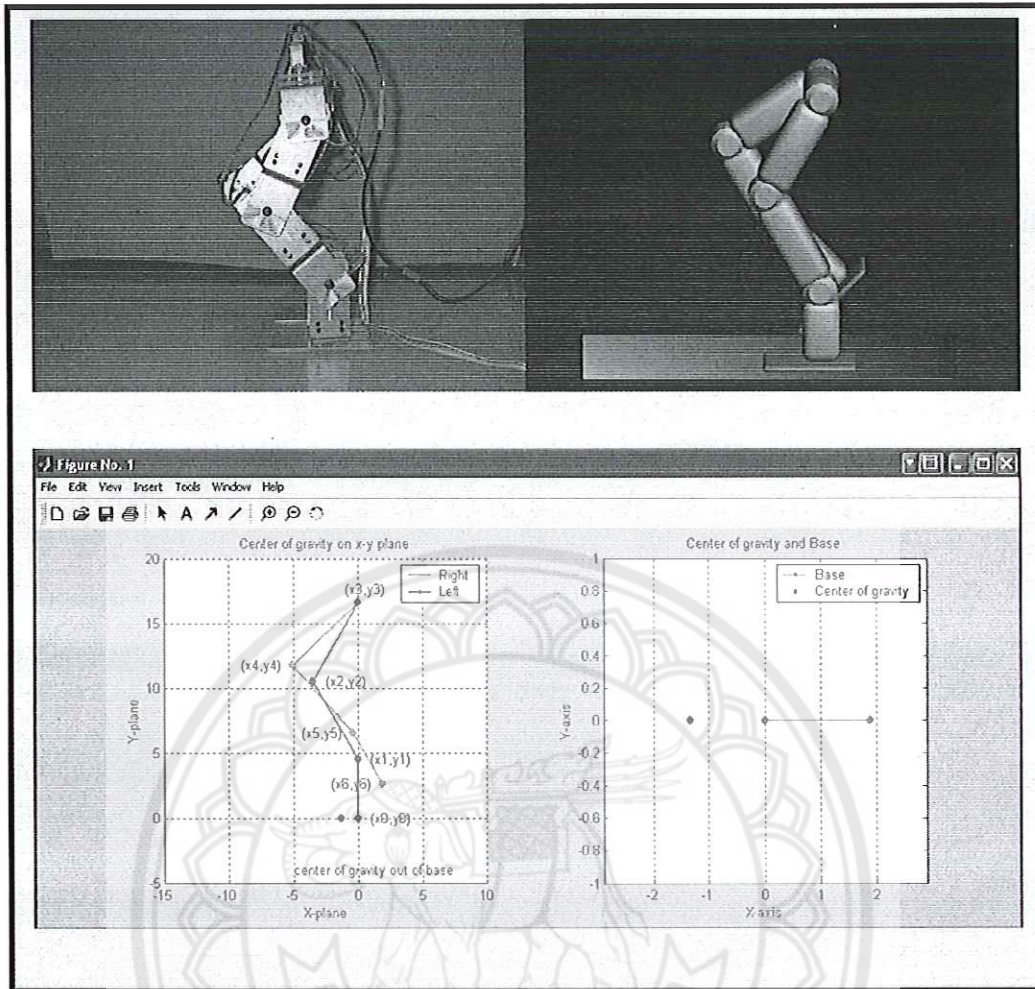 Figure No. 1
File Edit View Insert Tools Window Help
A
Center of gravity on x-y plane
Right
Left
(x3,y3)
(x4,y4)
(x2,y2)
(x5,y5)
(x1,y1)
(x6,y6)
(x0,y0)
center of gravity out of base
20
15
10
5
0
-5
-15 -10 -5 0 5 10
Y-plane
X-plane
Center of gravity and Base
Base
Center of gravity
1
0.8
0.6
0.4
0.2
0
-0.2
-0.4
-0.6
-0.8
-1
-2 -1 0 1 2
Y-axis
X-axis